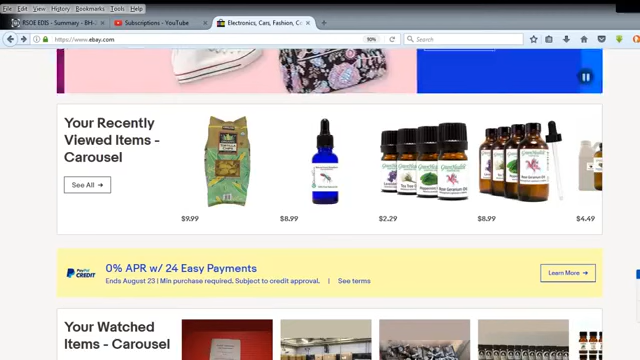 File Edit View History Bookmarks Tools Help
RSOE EDIS - Summary - BH-
Subscriptions - YouTube
Electronics, Cars, Fashion, Co
https://www.ebay.com
90%
Search
Your Recently
Viewed Items -
Carousel
See All
$9.99
$8.99
$2.29
$8.99
$4.49
PayPal
CREDIT
0% APR w/ 24 Easy Payments
Ends August 23 | Min purchase required. Subject to credit approval. | See terms
Learn More
Your Watched
Items - Carousel